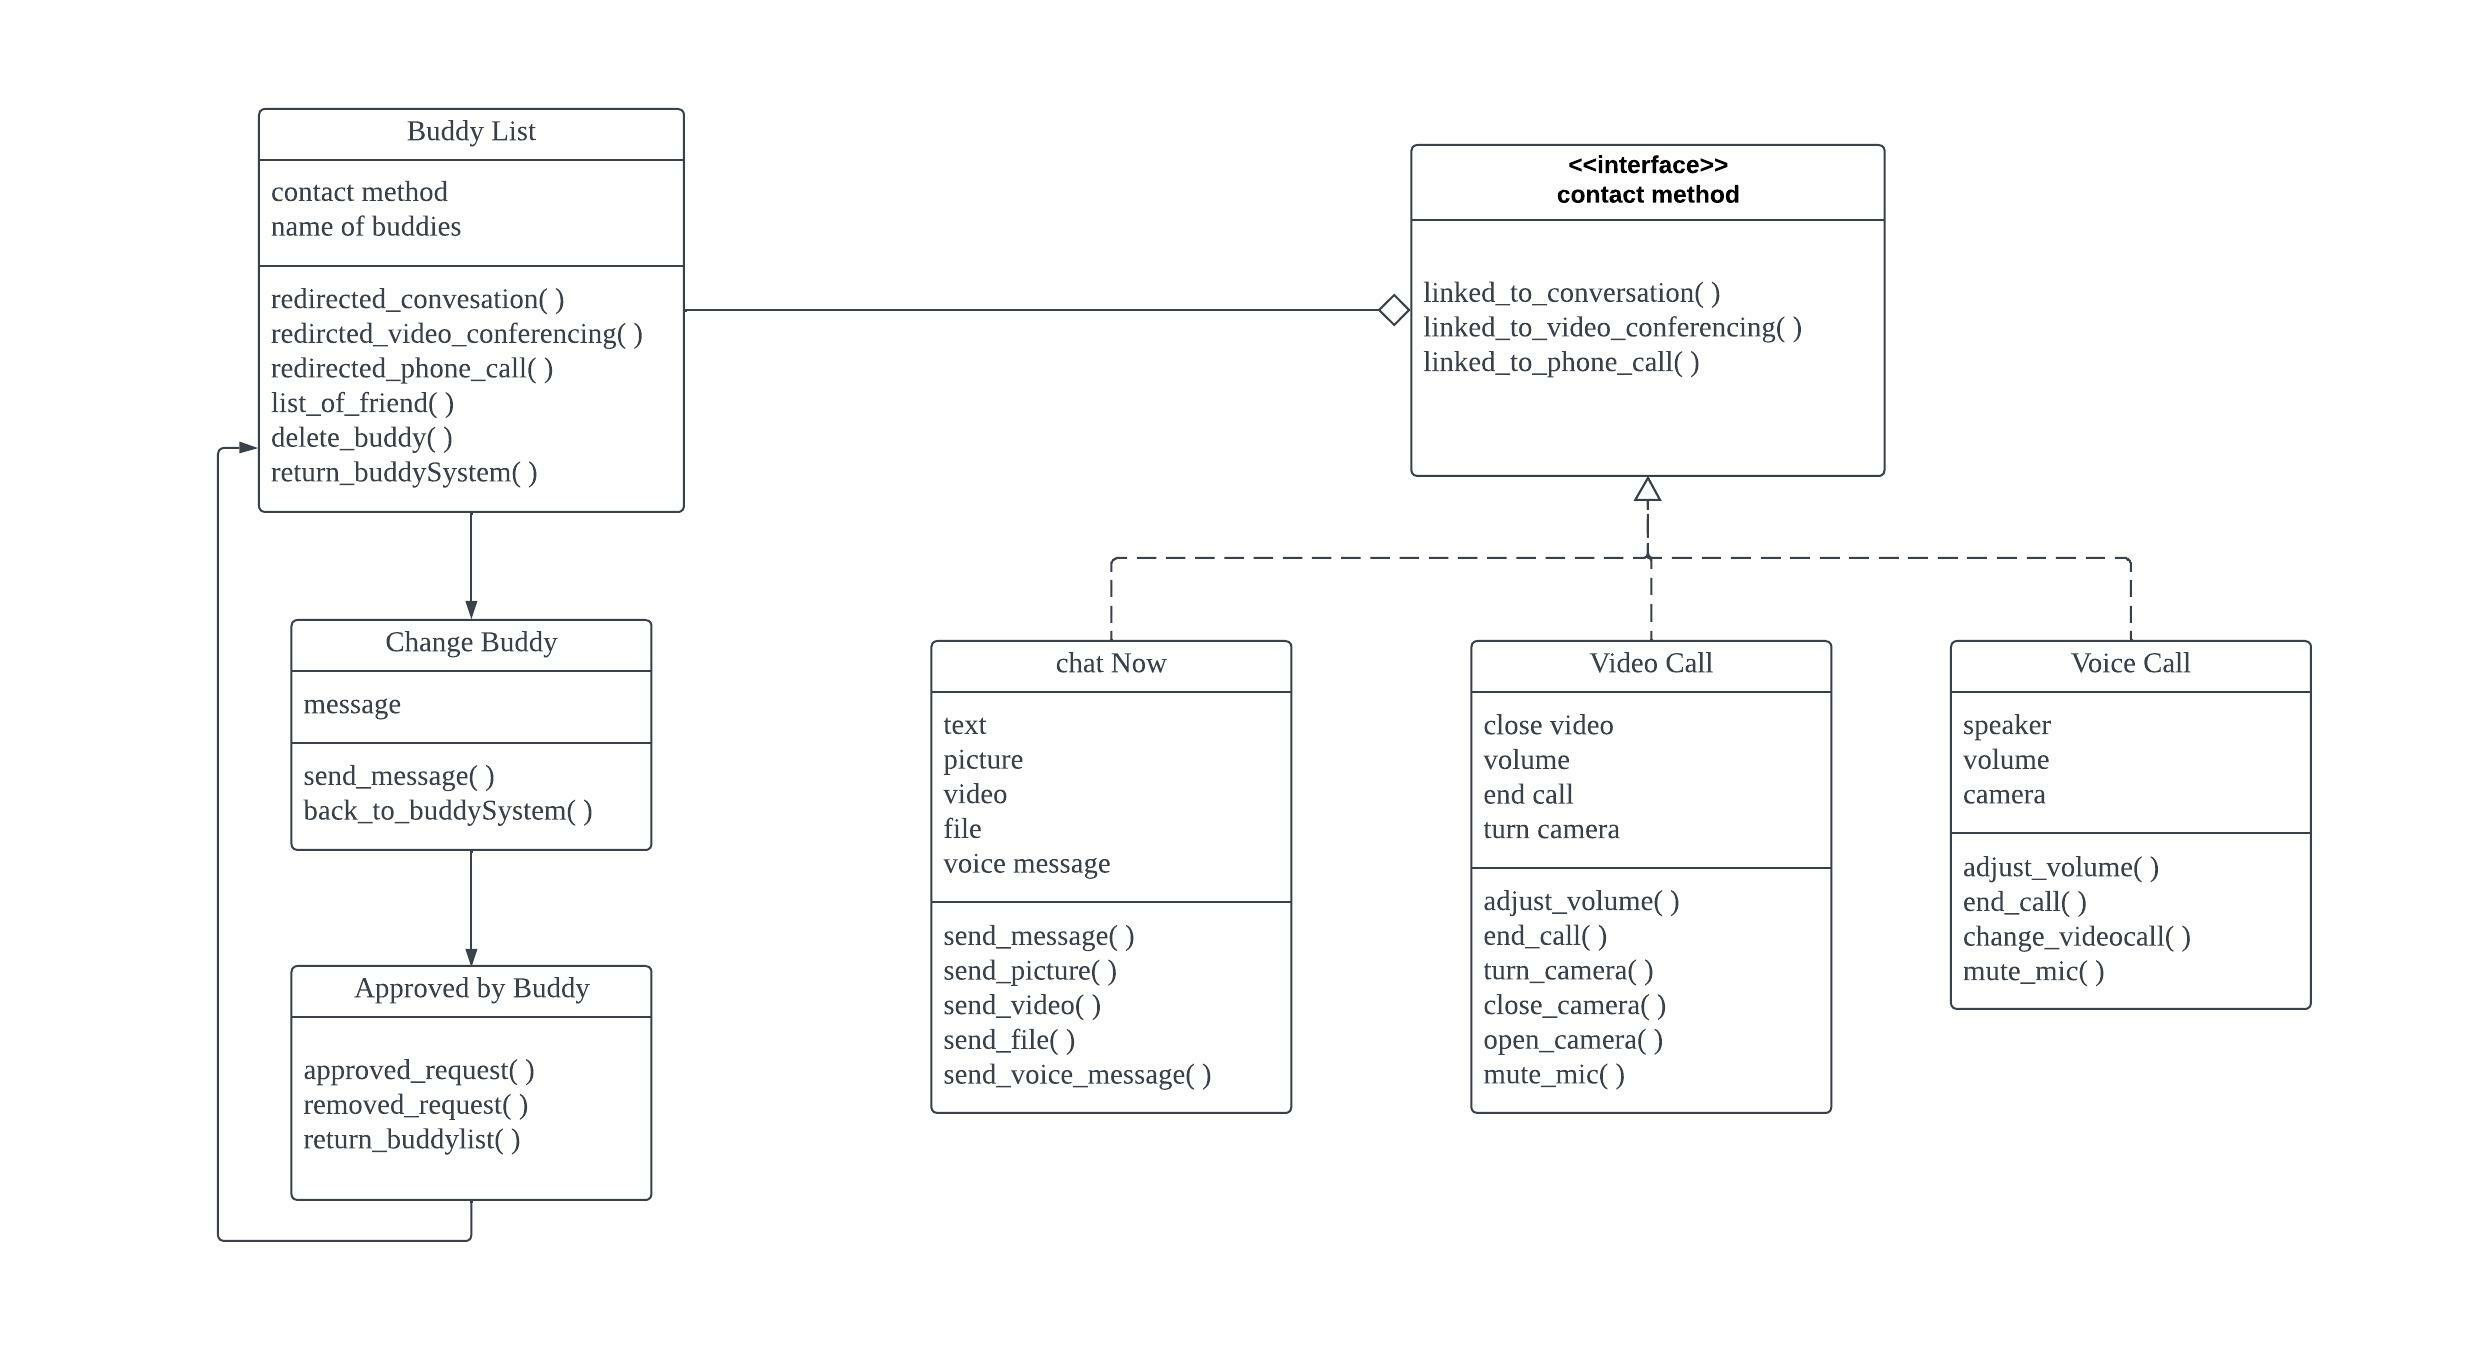 Buddy List
contact method
name of buddies
redirected_convesation( )
redircted_video_conferencing( )
redirected_phone_call( )
list_of_friend( )
delete_buddy( )
return_buddySystem( )
<<interface>>
contact method
linked_to_conversation( )
linked_to_video_conferencing( )
linked_to_phone_call( )
Change Buddy
message
send_message( )
back_to_buddySystem( )
Approved by Buddy
approved_request( )
removed_request( )
return_buddylist( )
chat Now
text
picture
video
file
voice message
send_message( )
send_picture( )
send_video( )
send_file( )
send_voice_message( )
Video Call
close video
volume
end call
turn camera
adjust_volume( )
end_call( )
turn_camera( )
close_camera( )
open_camera( )
mute_mic( )
Voice Call
speaker
volume
camera
adjust_volume( )
end_call( )
change_videocall( )
mute_mic( )